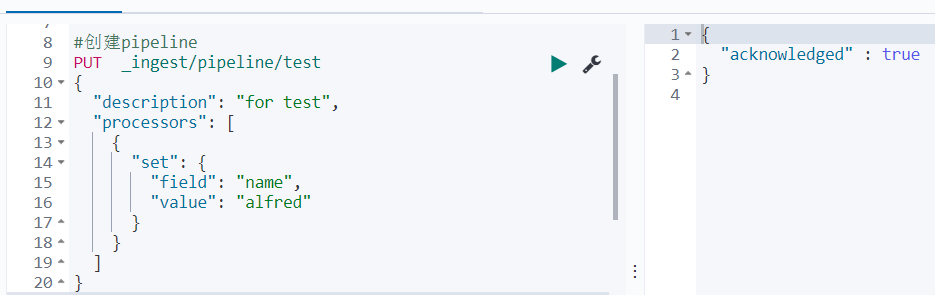 7
8 #创建pipeline
9 PUT  _ingest/pipeline/test
10 {
11   "description": "for test",
12   "processors": [
13     {
14       "set": {
15         "field": "name",
16         "value": "alfred"
17       }
18     }
19   ]
20 }
1 {
2   "acknowledged" : true
3 }
4